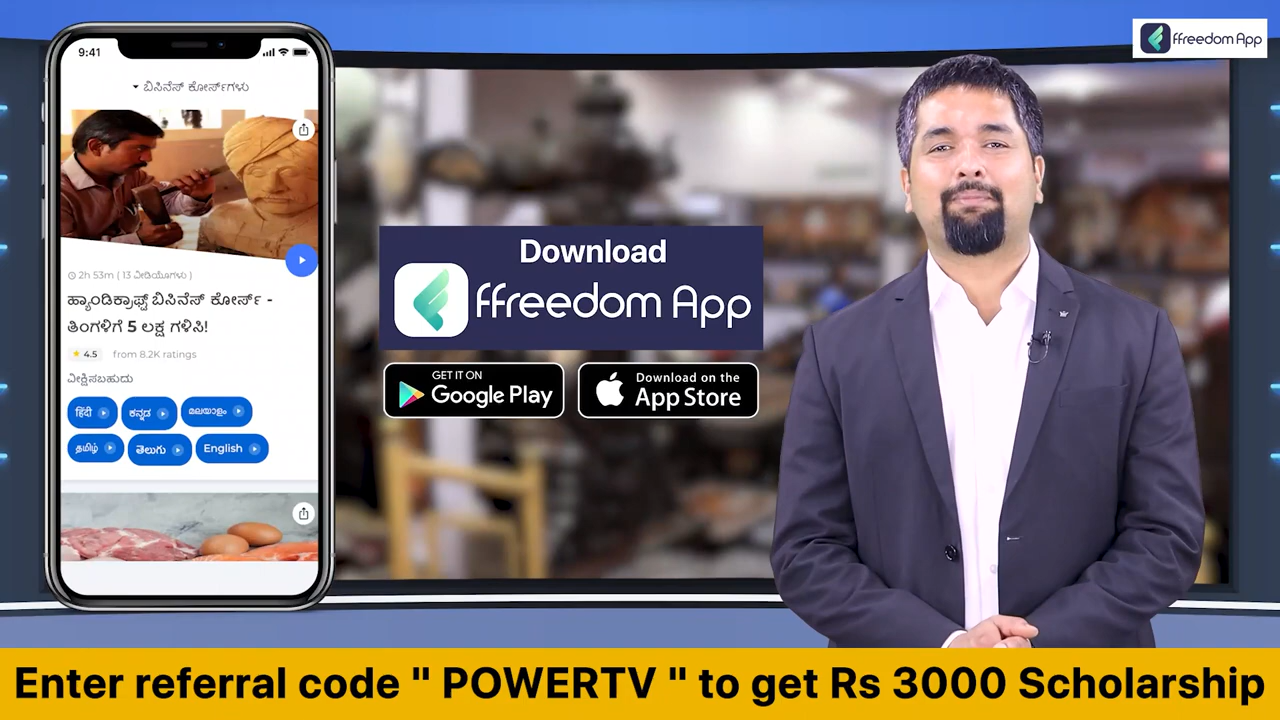 9:41
ಬಿಸಿನೆಸ್ ಕೋರ್ಸ್‌ಗಳು
2h 53m ( 13 ವೀಡಿಯೊಗಳು )
ಹ್ಯಾಂಡಿಕ್ರಾಫ್ಟ್ ಬಿಸಿನೆಸ್ ಕೋರ್ಸ್ -
ತಿಂಗಳಿಗೆ 5 ಲಕ್ಷ ಗಳಿಸಿ!
4.5 from 8.2K ratings
ವೀಕ್ಷಿಸಬಹುದು
हिंदी ಕನ್ನಡ മലയാളം
தமிழ் తెలుగు English
Download
ffreedom App
GET IT ON
Google Play
Download on the
App Store
ffreedom App
Enter referral code " POWERTV " to get Rs 3000 Scholarship